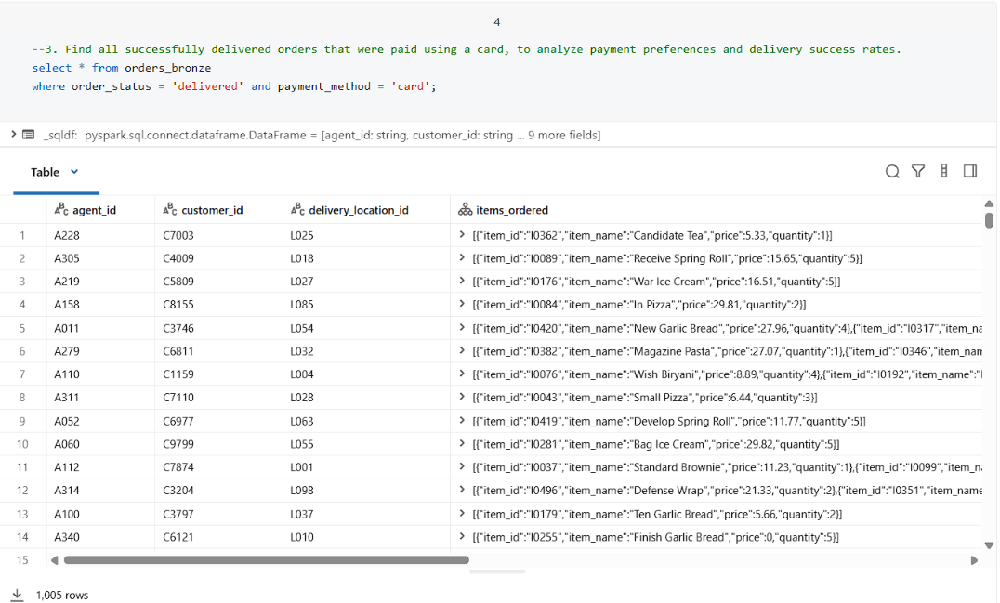 4
--3. Find all successfully delivered orders that were paid using a card, to analyze payment preferences and delivery success rates.
select * from orders_bronze
where order_status = 'delivered' and payment_method = 'card';
_sqldf: pyspark.sql.connect.dataframe.DataFrame = [agent_id: string, customer_id: string ... 9 more fields]
Table
agent_id customer_id delivery_location_id items_ordered
1 A228 C7003 L025 [{"item_id":"I0362","item_name":"Candidate Tea","price":5.33,"quantity":1}]
2 A305 C4009 L018 [{"item_id":"I0089","item_name":"Receive Spring Roll","price":15.65,"quantity":5}]
3 A219 C5809 L027 [{"item_id":"I0176","item_name":"War Ice Cream","price":16.51,"quantity":5}]
4 A158 C8155 L085 [{"item_id":"I0084","item_name":"In Pizza","price":29.81,"quantity":2}]
5 A011 C3746 L054 [{"item_id":"I0420","item_name":"New Garlic Bread","price":27.96,"quantity":4},{"item_id":"I0317","item_na
6 A279 C6811 L032 [{"item_id":"I0382","item_name":"Magazine Pasta","price":27.07,"quantity":1},{"item_id":"I0346","item_nam
7 A110 C1159 L004 [{"item_id":"I0076","item_name":"Wish Biryani","price":8.89,"quantity":4},{"item_id":"I0192","item_name":"
8 A311 C7110 L028 [{"item_id":"I0043","item_name":"Small Pizza","price":6.44,"quantity":3}]
9 A052 C6977 L063 [{"item_id":"I0419","item_name":"Develop Spring Roll","price":11.77,"quantity":5}]
10 A060 C9799 L055 [{"item_id":"I0281","item_name":"Bag Ice Cream","price":29.82,"quantity":5}]
11 A112 C7874 L001 [{"item_id":"I0037","item_name":"Standard Brownie","price":11.23,"quantity":1},{"item_id":"I0099","item_n
12 A314 C3204 L098 [{"item_id":"I0496","item_name":"Defense Wrap","price":21.33,"quantity":2},{"item_id":"I0351","item_name
13 A100 C3797 L037 [{"item_id":"I0179","item_name":"Ten Garlic Bread","price":5.66,"quantity":2}]
14 A340 C6121 L010 [{"item_id":"I0255","item_name":"Finish Garlic Bread","price":0,"quantity":5}]
15
1,005 rows